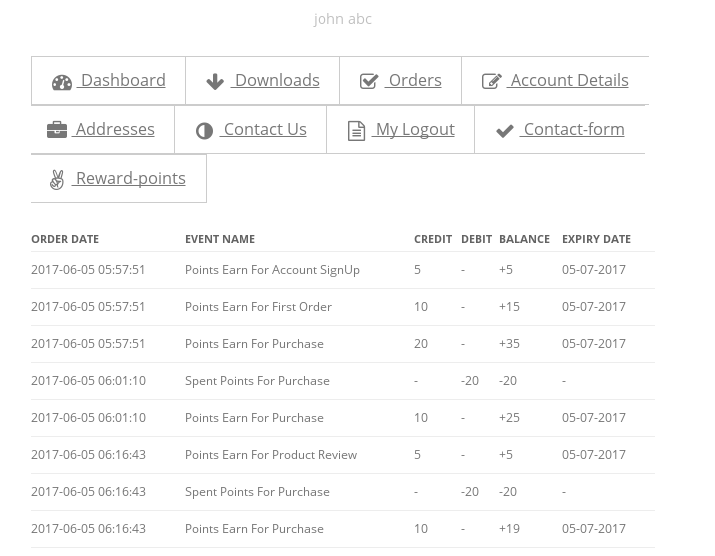 john abc
Dashboard Downloads Orders Account Details
Addresses Contact Us My Logout Contact-form
Reward-points
ORDER DATE EVENT NAME CREDIT DEBIT BALANCE EXPIRY DATE
2017-06-05 05:57:51 Points Earn For Account SignUp 5 - +5 05-07-2017
2017-06-05 05:57:51 Points Earn For First Order 10 - +15 05-07-2017
2017-06-05 05:57:51 Points Earn For Purchase 20 - +35 05-07-2017
2017-06-05 06:01:10 Spent Points For Purchase - -20 -20 -
2017-06-05 06:01:10 Points Earn For Purchase 10 - +25 05-07-2017
2017-06-05 06:16:43 Points Earn For Product Review 5 - +5 05-07-2017
2017-06-05 06:16:43 Spent Points For Purchase - -20 -20 -
2017-06-05 06:16:43 Points Earn For Purchase 10 - +19 05-07-2017